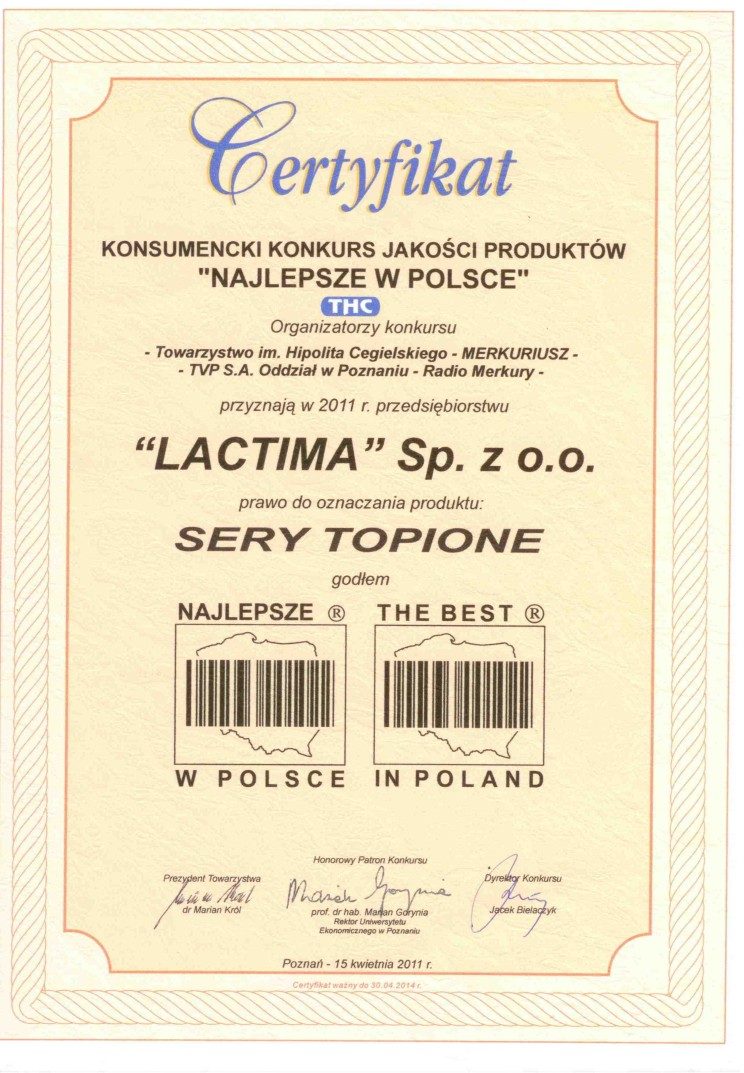 Certyfikat
KONSUMENCKI KONKURS JAKOŚCI PRODUKTÓW
"NAJLEPSZE W POLSCE"
THC
Organizatorzy konkursu
- Towarzystwo im. Hipolita Cegielskiego - MERKURIUSZ -
- TVP S.A. Oddział w Poznaniu - Radio Merkury -
przyznają w 2011 r. przedsiębiorstwu
“LACTIMA” Sp. z o.o.
prawo do oznaczania produktu:
SERY TOPIONE
godłem
NAJLEPSZE ®
W POLSCE
THE BEST ®
IN POLAND
Honorowy Patron Konkursu
Prezydent Towarzystwa
dr Marian Król
prof. dr hab. Marian Gorynia
Rektor Uniwersytetu
Ekonomicznego w Poznaniu
Dyrektor Konkursu
Jacek Bielaczyk
Poznań - 15 kwietnia 2011 r.
Certyfikat ważny do 30.04.2014 r.